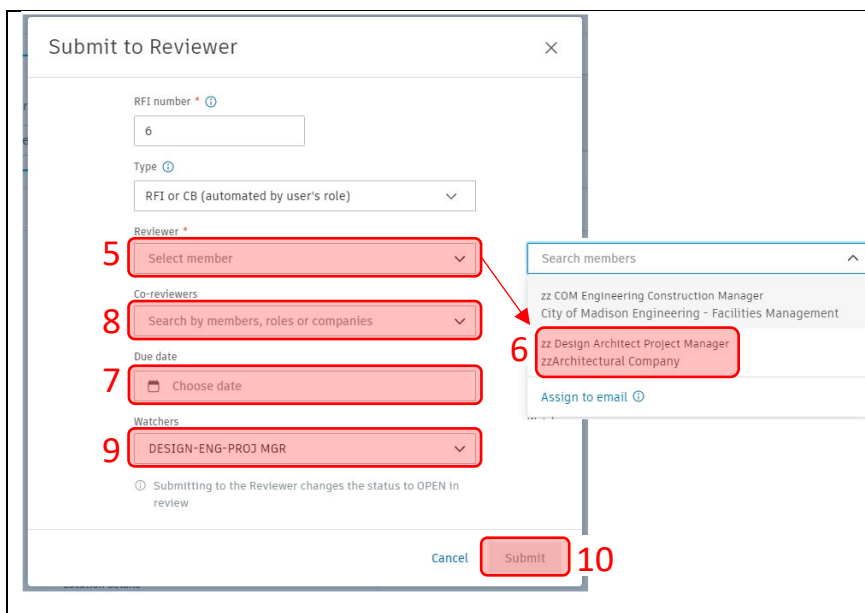 Submit to Reviewer
RFI number *
6
Type
RFI or CB (automated by user's role)
Reviewer *
5 Select member
Co-reviewers
8 Search by members, roles or companies
Due date
7 Choose date
Watchers
9 DESIGN-ENG-PROJ MGR
Submitting to the Reviewer changes the status to OPEN in
review
Cancel Submit 10
Search members
zz COM Engineering Construction Manager
City of Madison Engineering - Facilities Management
6 zz Design Architect Project Manager
zzArchitectural Company
Assign to email